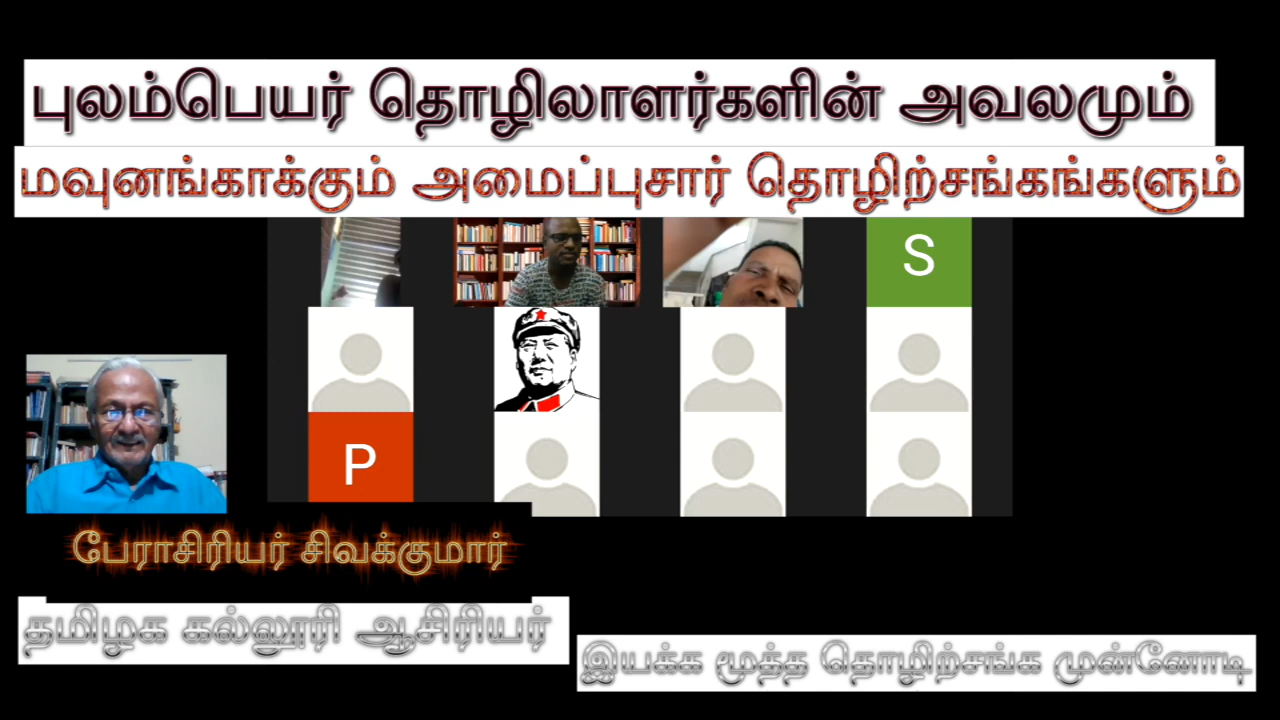 புலம்பெயர் தொழிலாளர்களின் அவலமும்
மவுனங்காக்கும் அமைப்புசார் தொழிற்சங்கங்களும்
S
P
பேராசிரியர் சிவக்குமார்
தமிழக கல்லூரி ஆசிரியர்
இயக்க மூத்த தொழிற்சங்க முன்னோடி